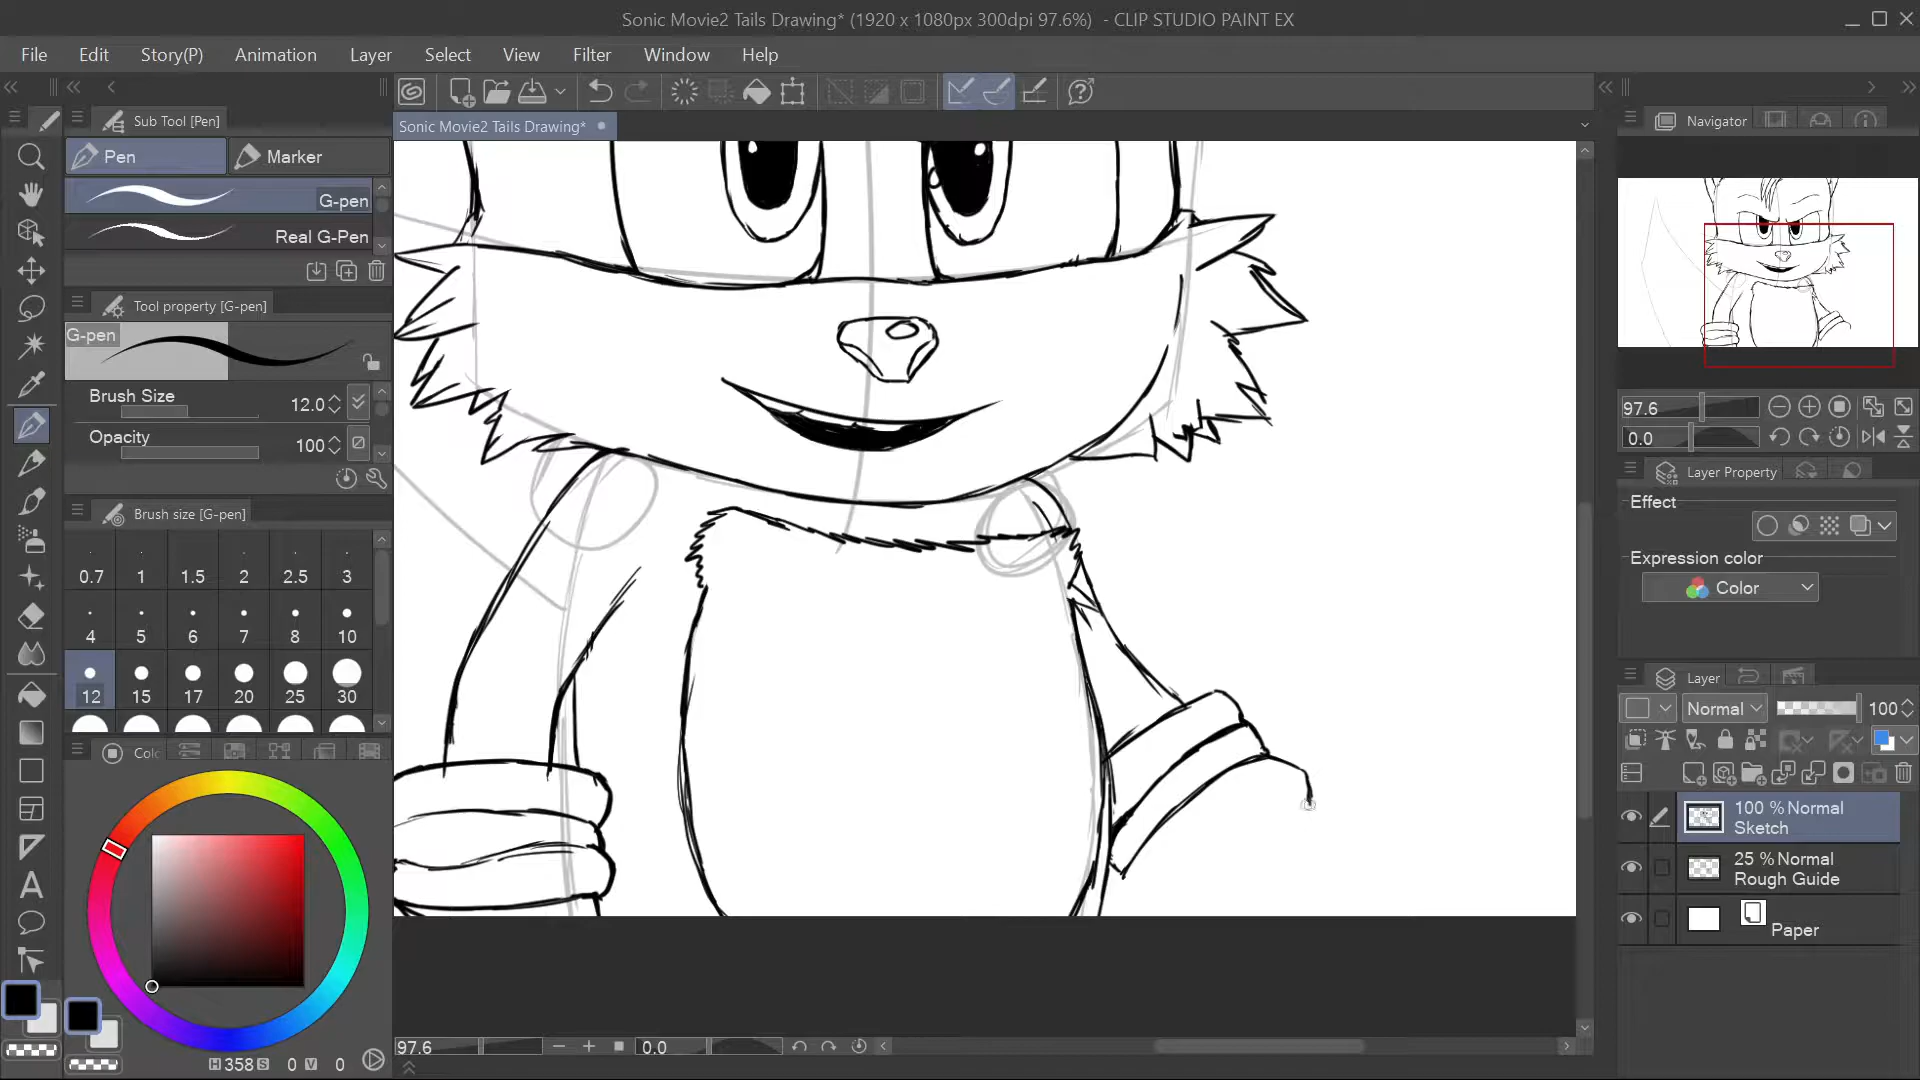 Sonic Movie2 Tails Drawing* (1920 x 1080px 300dpi 97.6%) - CLIP STUDIO PAINT EX
File Edit Story(P) Animation Layer Select View Filter Window Help
Sub Tool [Pen]
Pen Marker
G-pen
Real G-Pen
Tool property [G-pen]
G-pen
Brush Size 12.0
Opacity 100
Brush size [G-pen]
0.7 1 1.5 2 2.5 3
4 5 6 7 8 10
12 15 17 20 25 30
Colc
H 358 S 0 V 0
Sonic Movie2 Tails Drawing*
97.6 0.0
Navigator
97.6
0.0
Layer Property
Effect
Expression color
Color
Layer
Normal 100
100 % Normal
Sketch
25 % Normal
Rough Guide
Paper